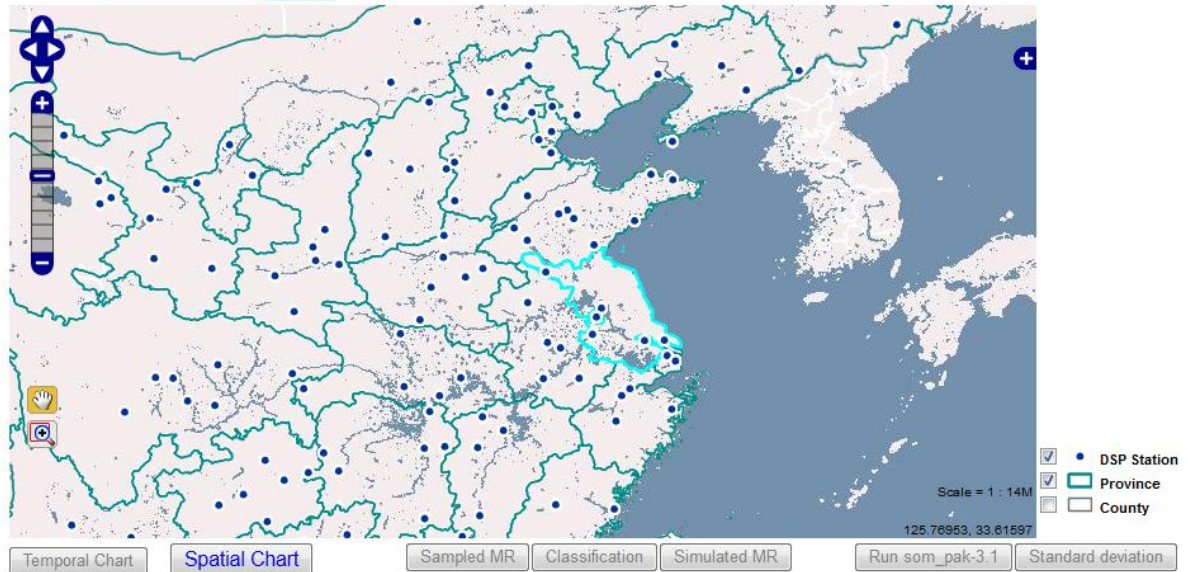 DSP Station
Province
County
Scale = 1 : 14M
125.76953, 33.61597
Temporal Chart
Spatial Chart
Sampled MR
Classification
Simulated MR
Run som_pak-3.1
Standard deviation